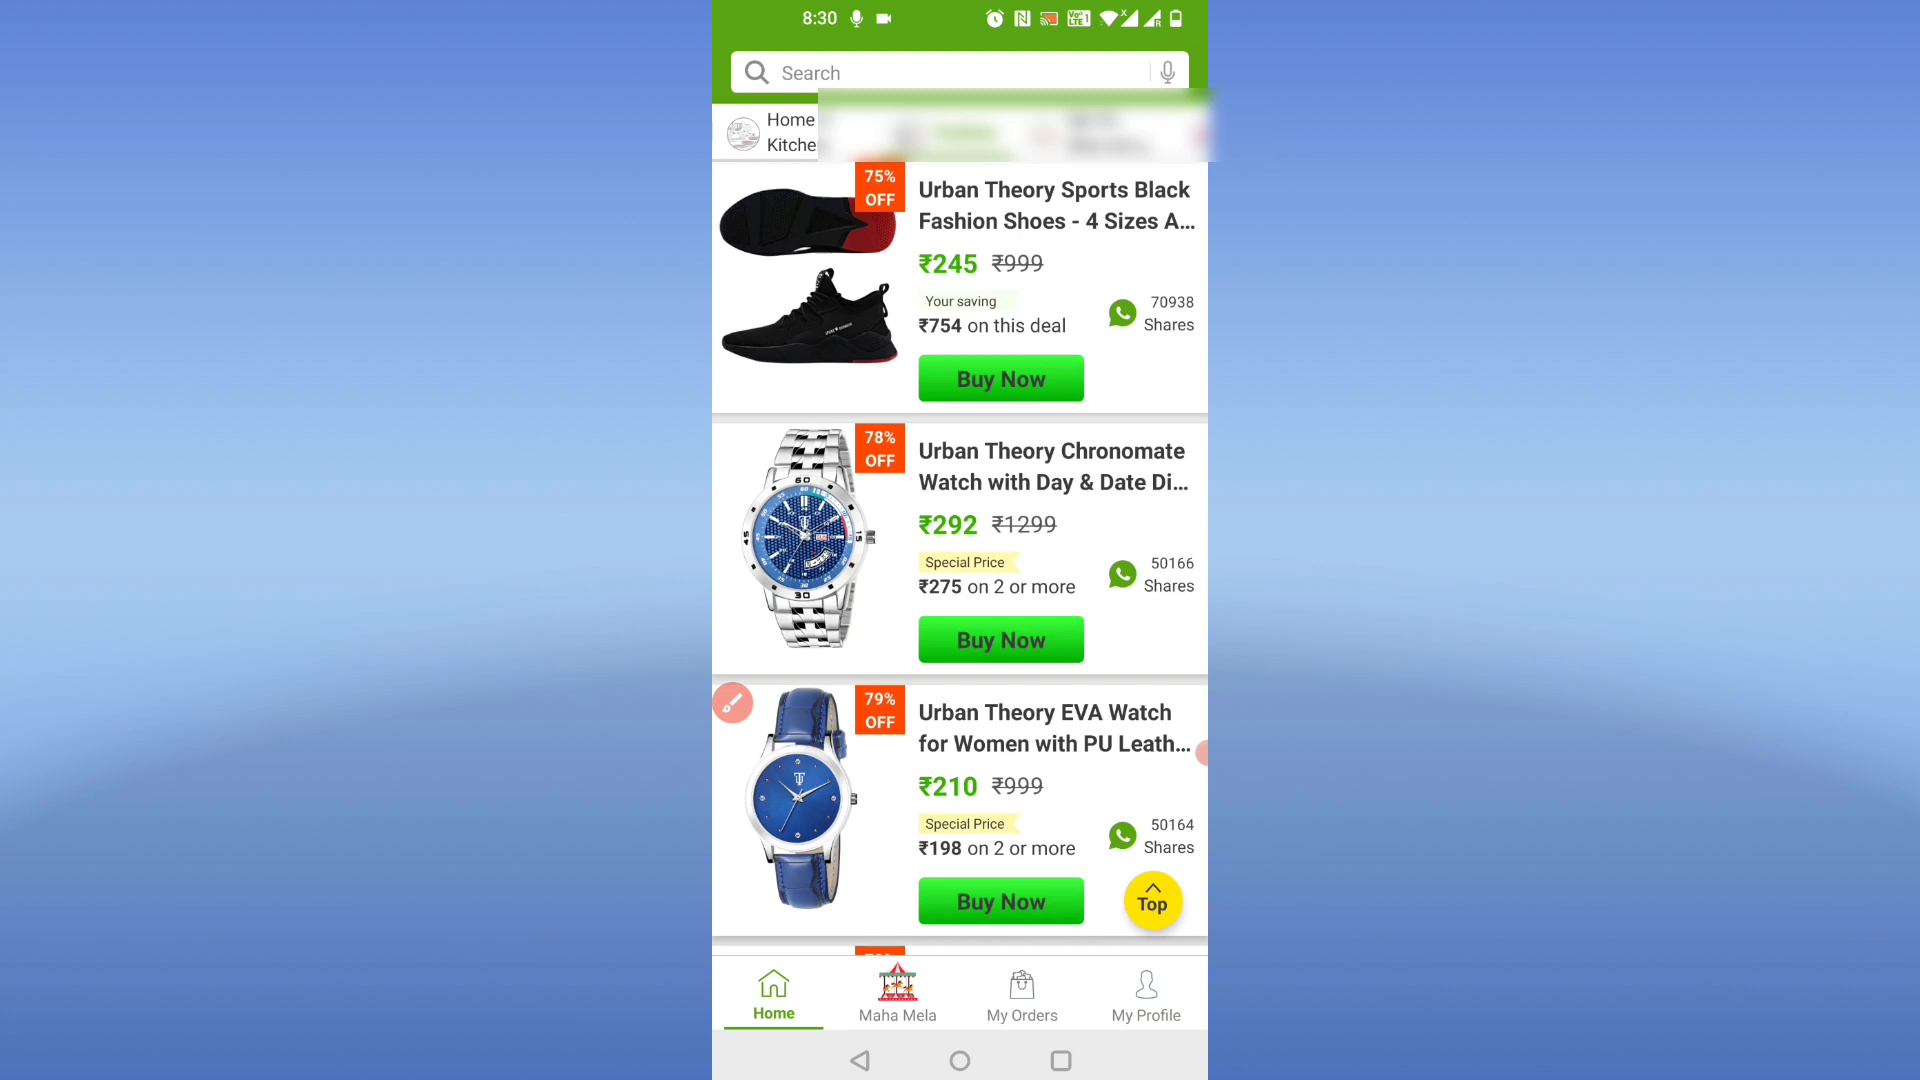 8:30
Search
Home
Kitche
75%
OFF
Urban Theory Sports Black
Fashion Shoes - 4 Sizes A...
₹245 ₹999
Your saving
₹754 on this deal
70938
Shares
Buy Now
78%
OFF
Urban Theory Chronomate
Watch with Day & Date Di...
₹292 ₹1299
Special Price
₹275 on 2 or more
50166
Shares
Buy Now
79%
OFF
Urban Theory EVA Watch
for Women with PU Leath...
₹210 ₹999
Special Price
₹198 on 2 or more
50164
Shares
Buy Now
Top
Home
Maha Mela
My Orders
My Profile